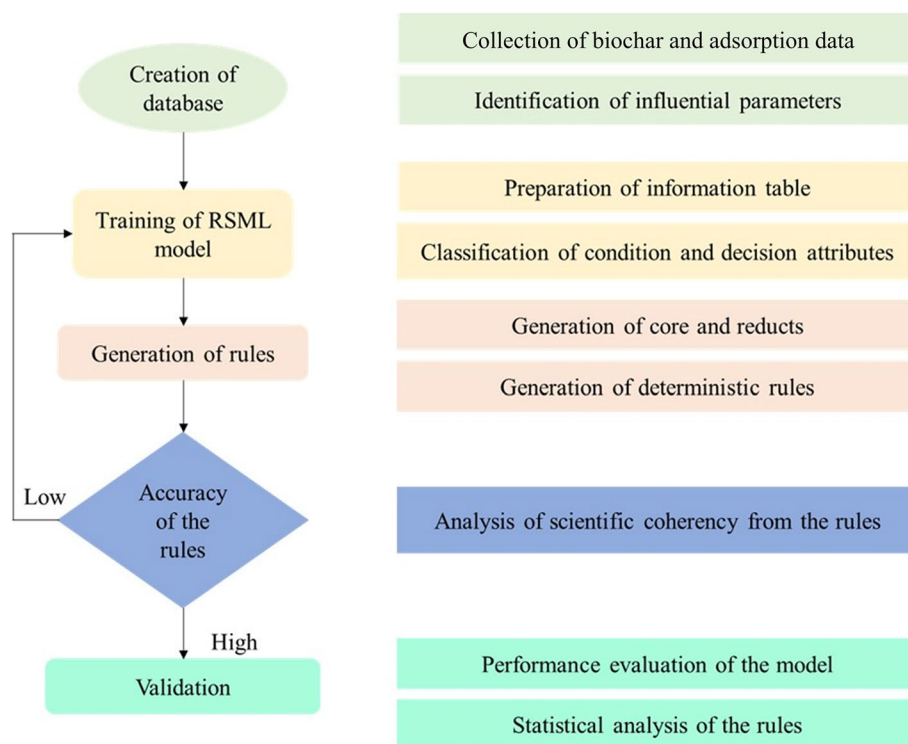 Creation of
database
Collection of biochar and adsorption data
Identification of influential parameters
Training of RSML
model
Preparation of information table
Classification of condition and decision attributes
Generation of rules
Generation of core and reducts
Generation of deterministic rules
Low
Accuracy
of the
rules
Analysis of scientific coherency from the rules
High
Validation
Performance evaluation of the model
Statistical analysis of the rules